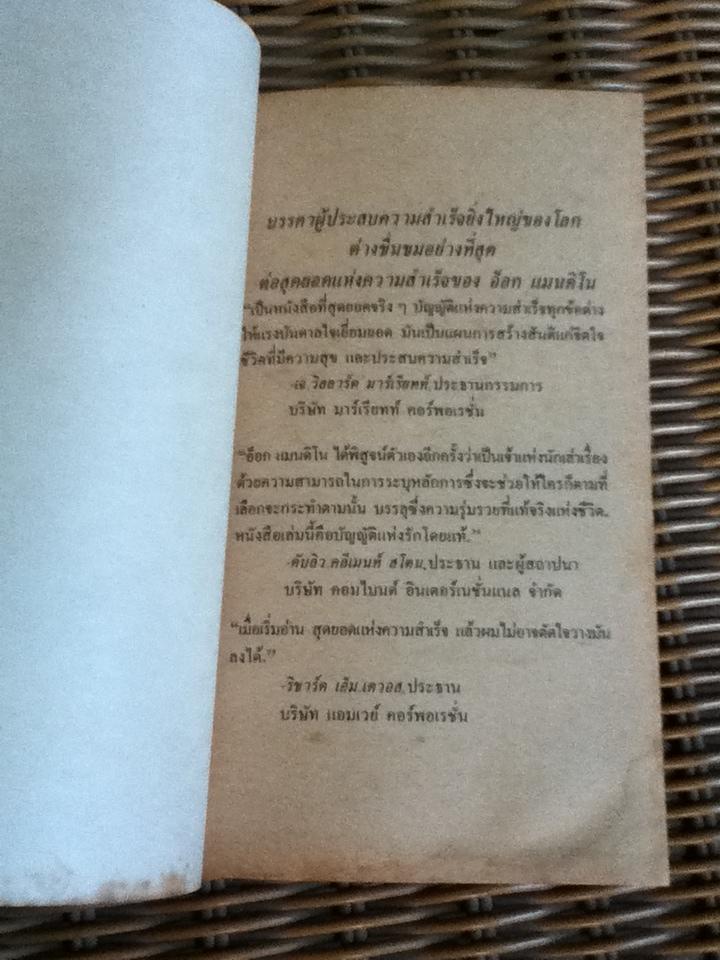 บรรดาผู้ประสบความสำเร็จยิ่งใหญ่ของโลก
ต่างชื่นชมอย่างที่สุด
ต่อสุดยอดแห่งความสำเร็จของ อ็อก แมนดิโน
“เป็นหนังสือที่สุดยอดจริง ๆ บัญญัติแห่งความสำเร็จทุกข้อต่าง
ให้แรงบันดาลใจเยี่ยมยอด มันเป็นแผนการสร้างสันติแก่จิตใจ
ชีวิตที่มีความสุข และประสบความสำเร็จ”
-เจ.วิลลาร์ด มาร์เรียทท์.ประธานกรรมการ
บริษัท มาร์เรียทท์ คอร์พอเรชั่น
“อ็อก แมนดิโน ได้พิสูจน์ตัวเองอีกครั้งว่าเป็นเจ้าแห่งนักเล่าเรื่อง
ด้วยความสามารถในการระบุหลักการซึ่งจะช่วยให้ใครก็ตามที่
เลือกจะกระทำตามนั้น บรรลุซึ่งความรุ่มรวยที่แท้จริงแห่งชีวิต.
หนังสือเล่มนี้คือบัญญัติแห่งรักโดยแท้.”
-ดับลิว.คลีเมนท์ สโตน.ประธาน และผู้สถาปนา
บริษัท คอมไบนด์ อินเตอร์เนชั่นแนล จำกัด
“เมื่อเริ่มอ่าน สุดยอดแห่งความสำเร็จ แล้วผมไม่อาจตัดใจวางมัน
ลงได้.”
-ริชาร์ด เอ็ม.เดวอส.ประธาน
บริษัท แอมเวย์ คอร์พอเรชั่น